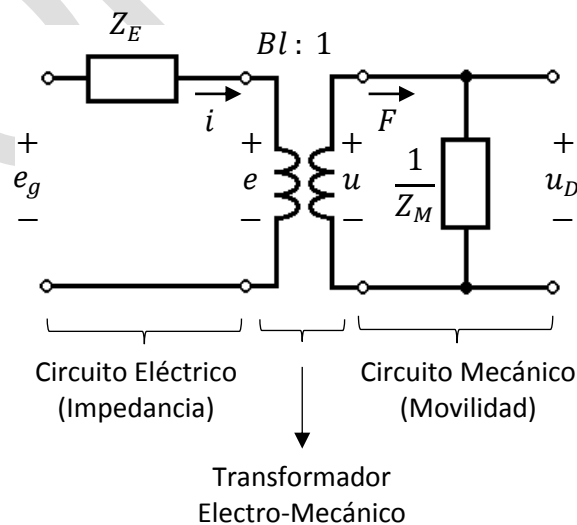 Z_E
Bl: 1
i
F
+
e_g
−
+
e
−
+
u
−
1
Z_M
+
u_D
−
Circuito Eléctrico
(Impedancia)
Circuito Mecánico
(Movilidad)
Transformador
Electro-Mecánico